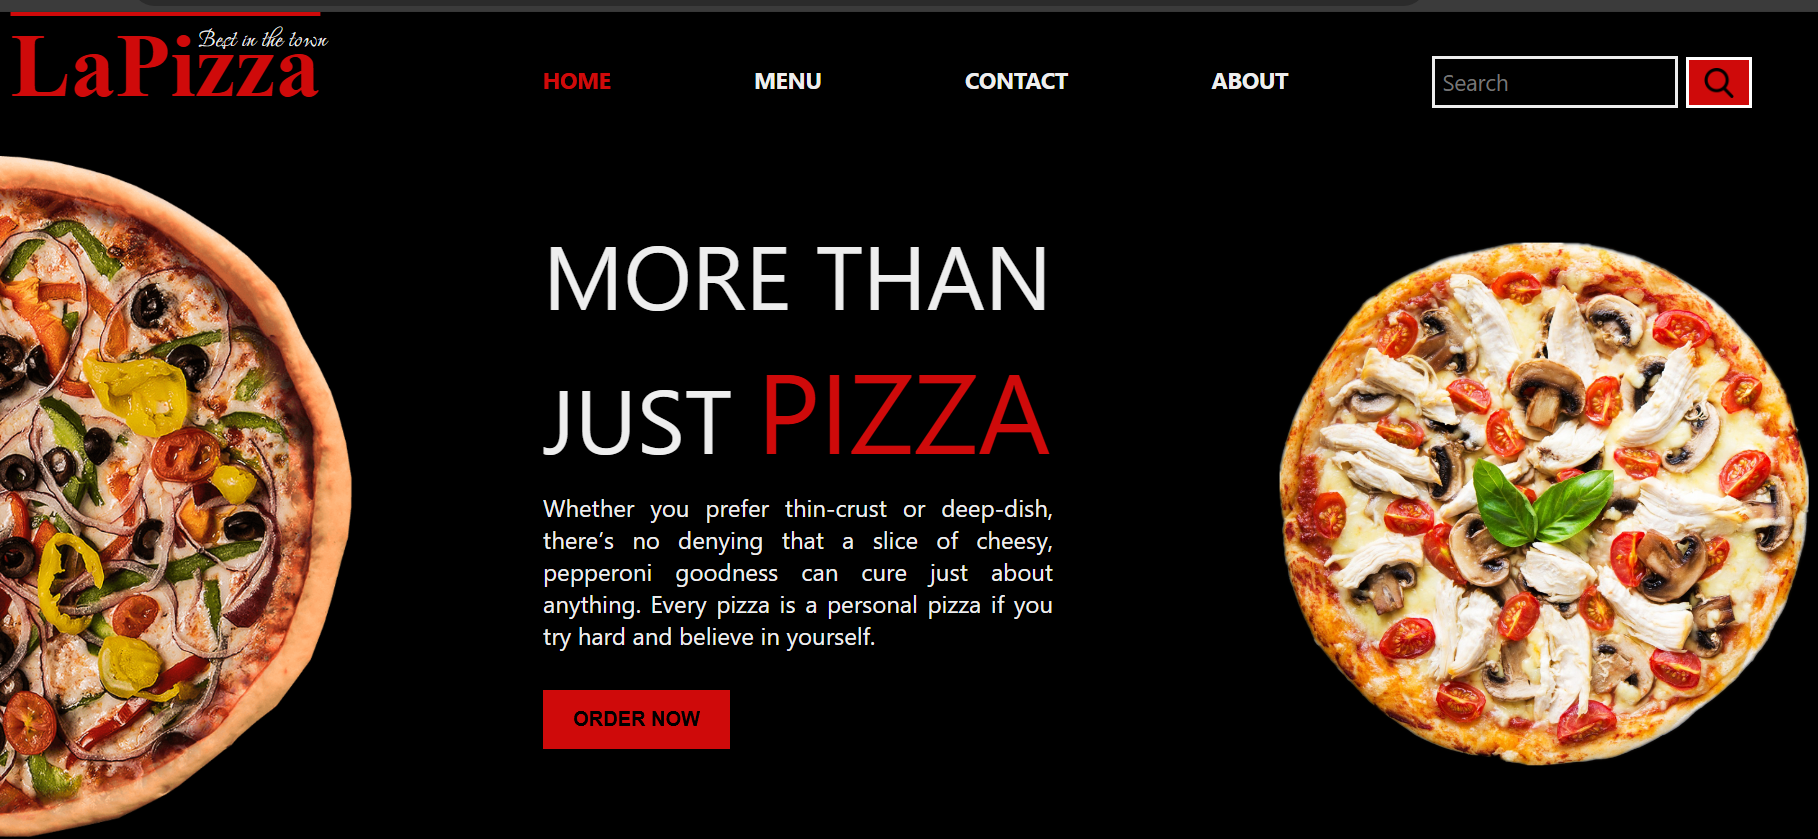 Best in the town
LaPizza
HOME MENU CONTACT ABOUT Search
MORE THAN
JUST PIZZA
Whether you prefer thin-crust or deep-dish,
there’s no denying that a slice of cheesy,
pepperoni goodness can cure just about
anything. Every pizza is a personal pizza if you
try hard and believe in yourself.
ORDER NOW